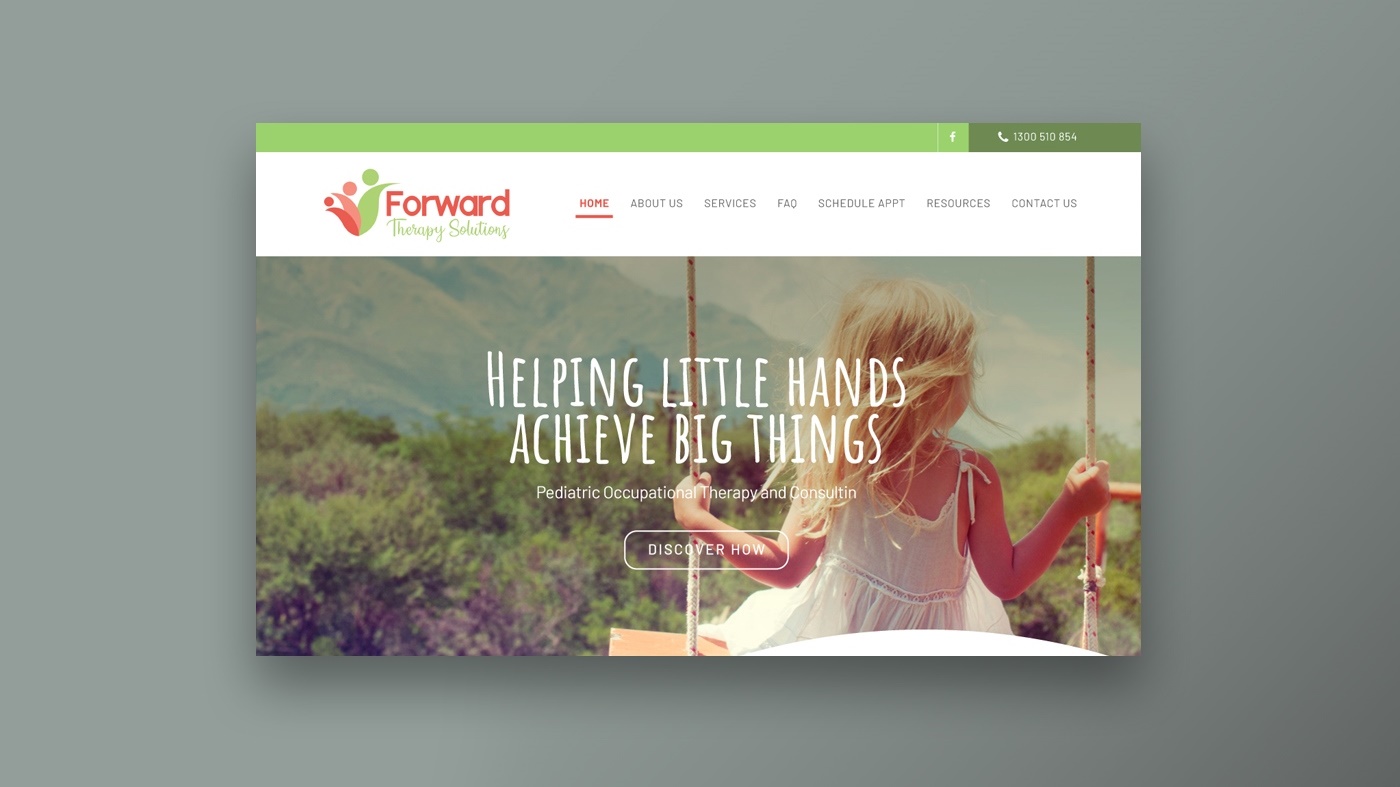 1300 510 854
Forward
Therapy Solutions
HOME ABOUT US SERVICES FAQ SCHEDULE APPT RESOURCES CONTACT US
HELPING LITTLE HANDS
ACHIEVE BIG THINGS
Pediatric Occupational Therapy and Consultin
DISCOVER HOW